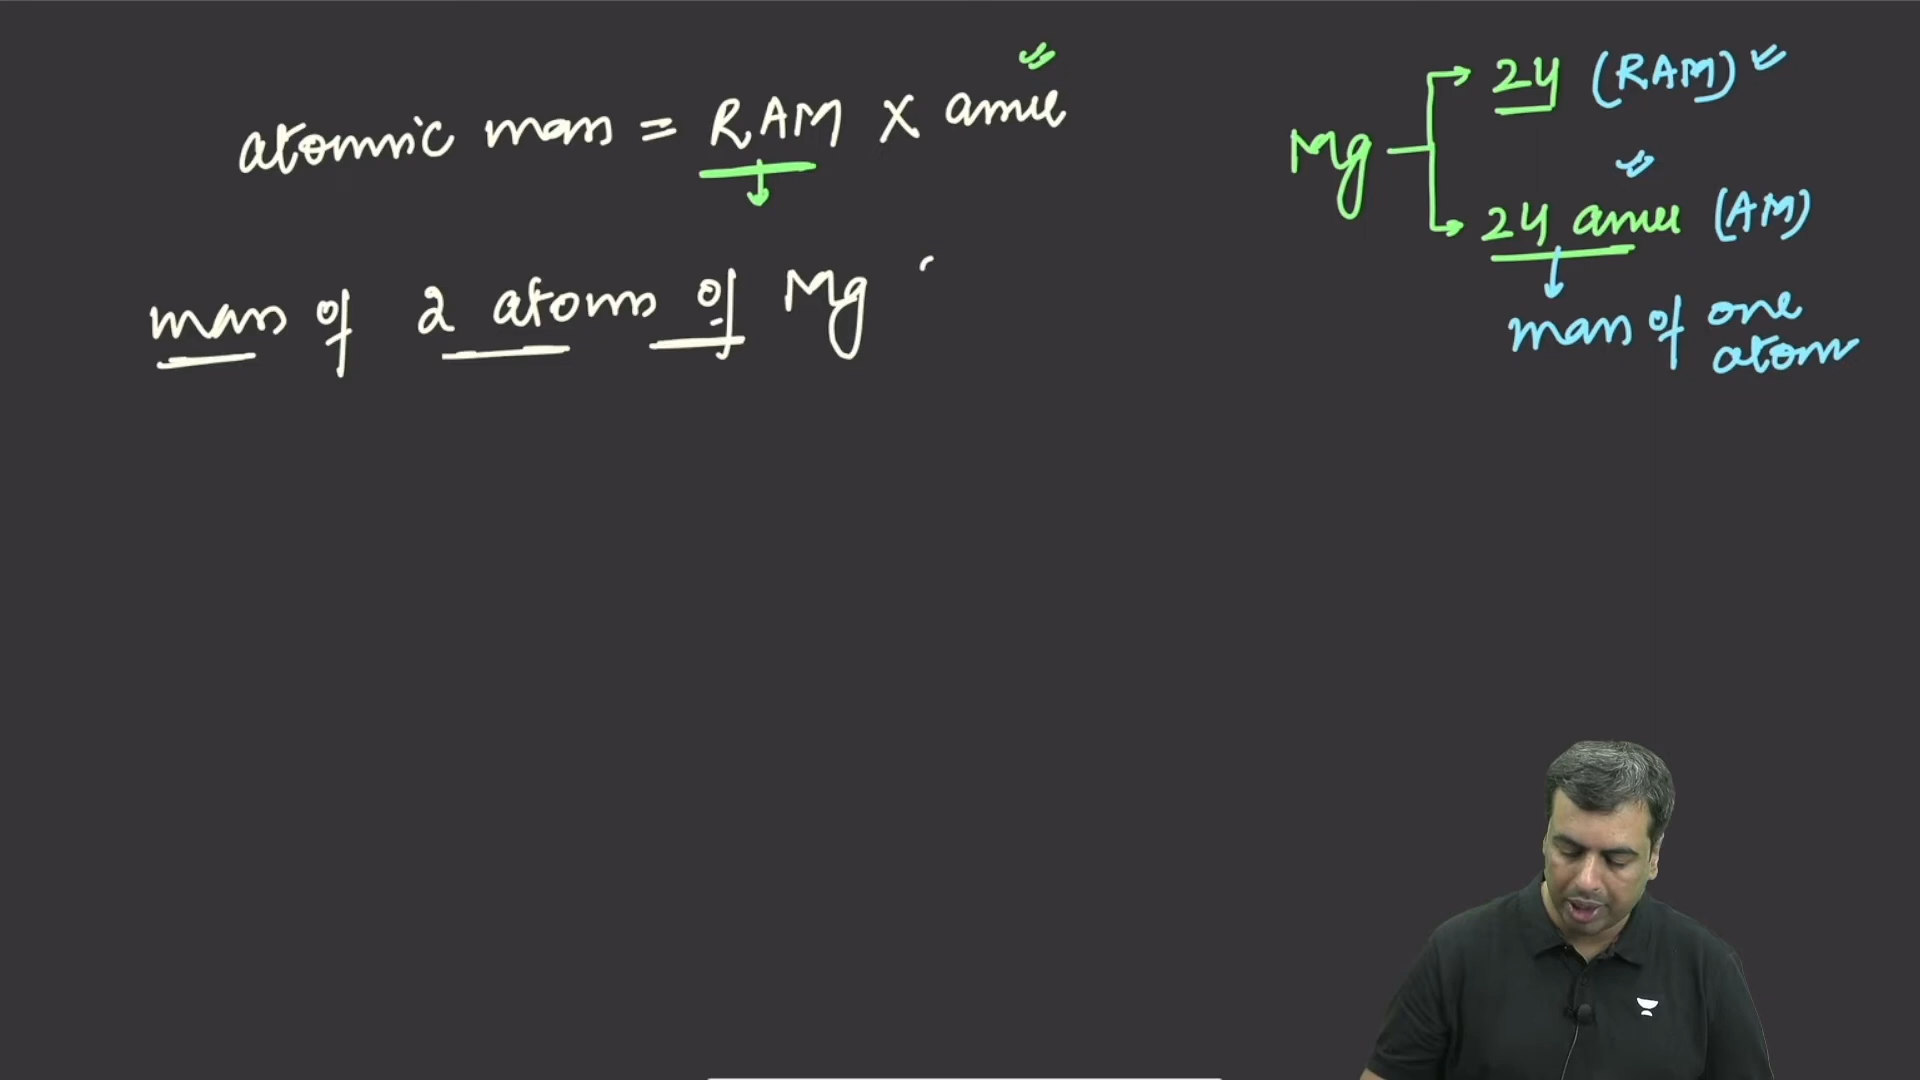 atomic mass = RAM X amu
mass of 2 atoms of Mg
Mg
24 (RAM)
24 amu (AM)
mass of one
atom